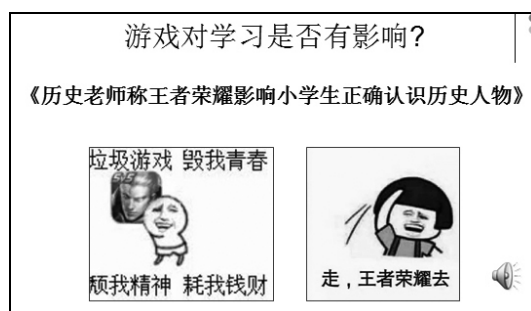 游戏对学习是否有影响?
《历史老师称王者荣耀影响小学生正确认识历史人物》
垃圾游戏 毁我青春
颓我精神 耗我钱财
走，王者荣耀去